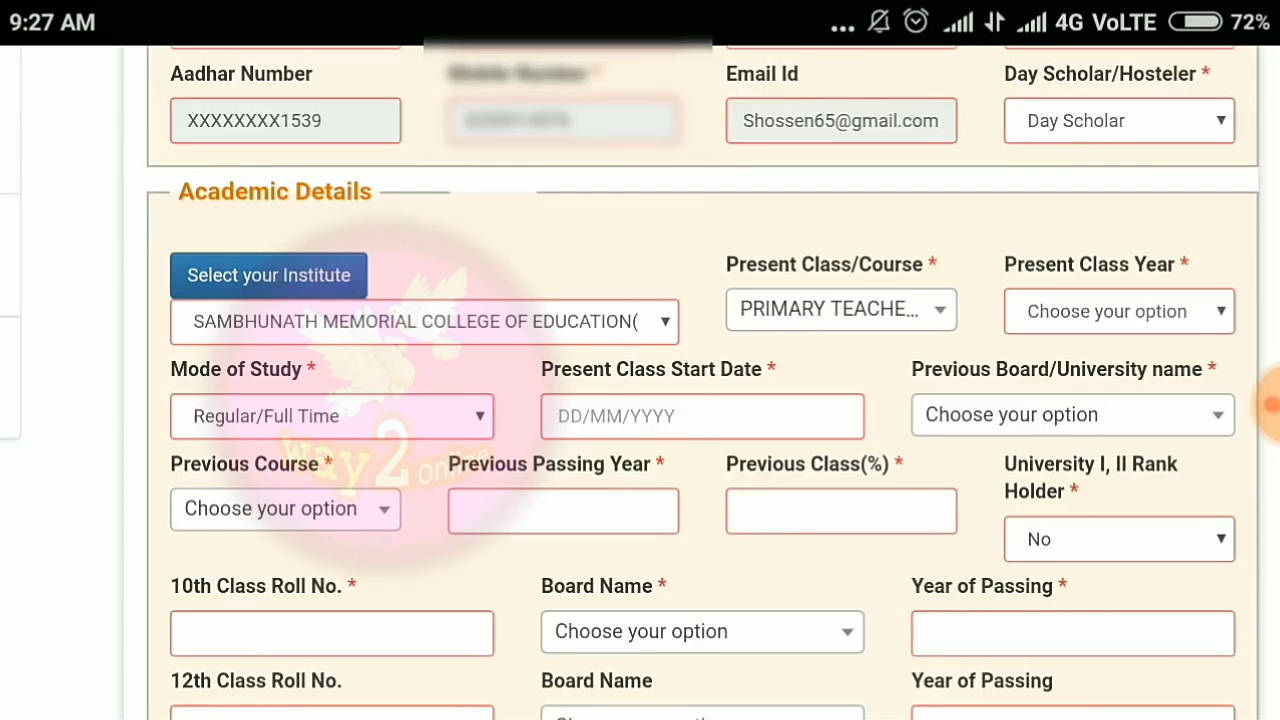 9:27 AM
... 4G VoLTE 72%
Aadhar Number
Mobile Number *
Email Id
Day Scholar/Hosteler *
XXXXXXXX1539
Shossen65@gmail.com
Day Scholar
Academic Details
Select your Institute
Present Class/Course *
Present Class Year *
SAMBHUNATH MEMORIAL COLLEGE OF EDUCATION(
PRIMARY TEACHE...
Choose your option
Mode of Study *
Present Class Start Date *
Previous Board/University name *
Regular/Full Time
DD/MM/YYYY
Choose your option
way2online
Previous Course *
Previous Passing Year *
Previous Class(%) *
University I, II Rank
Holder *
Choose your option
No
10th Class Roll No. *
Board Name *
Year of Passing *
Choose your option
12th Class Roll No.
Board Name
Year of Passing